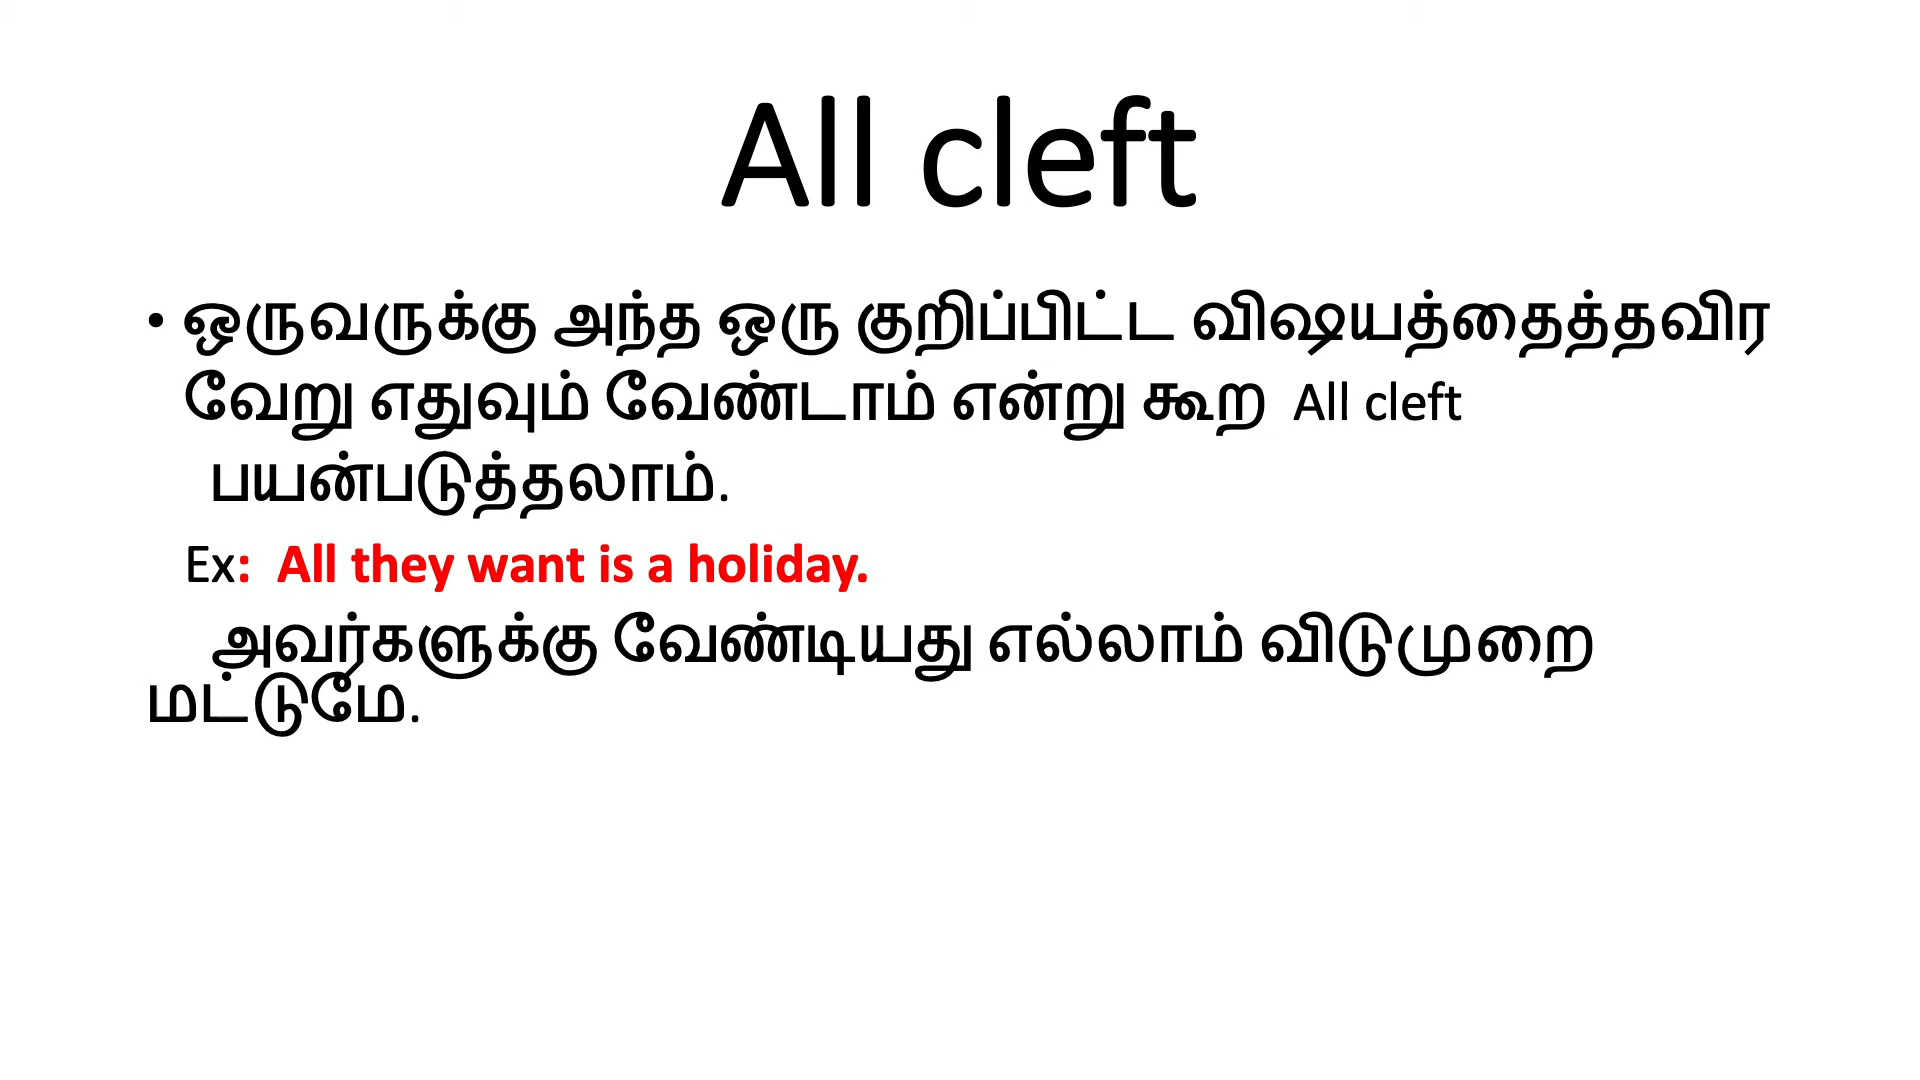 All cleft
• ஒருவருக்கு அந்த ஒரு குறிப்பிட்ட விஷயத்தைத்தவிர
வேறு எதுவும் வேண்டாம் என்று கூற All cleft
பயன்படுத்தலாம்.
Ex: All they want is a holiday.
அவர்களுக்கு வேண்டியது எல்லாம் விடுமுறை
மட்டுமே.